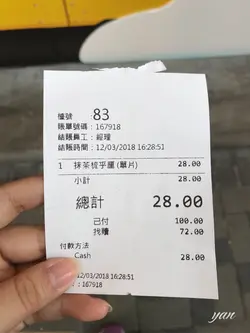 檯號 83
賬單號碼：167918
結賬員工：經理
結賬時間：12/03/2018 16:28:51
1 抹茶梳乎厘(單片) 28.00
小計 28.00
總計 28.00
已付 100.00
找贖 72.00
付款方法
Cash 28.00
12/03/2018 16:28:51
:167918
yan